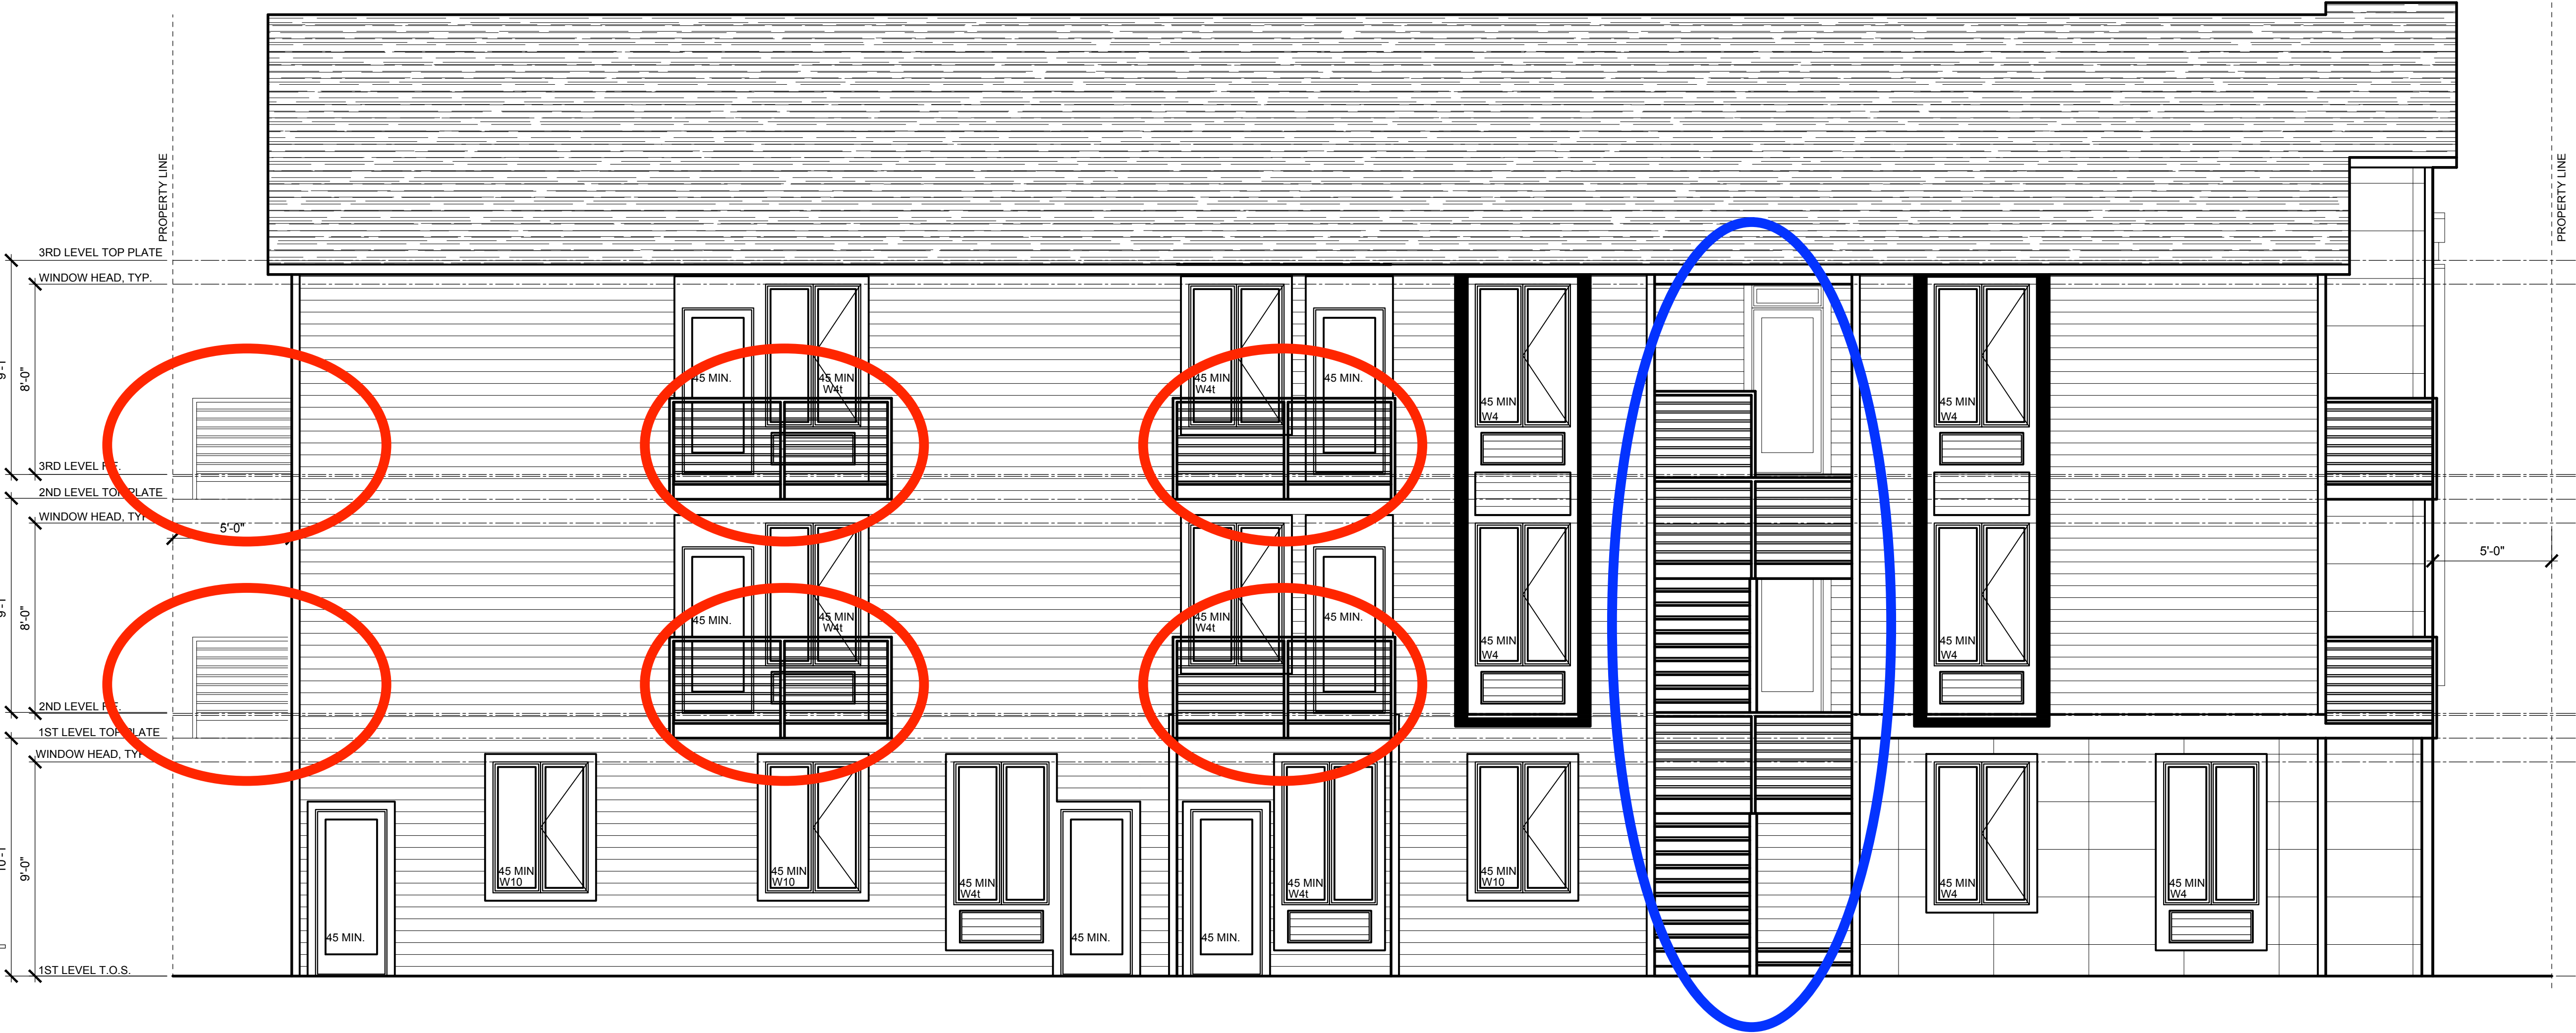 PROPERTY LINE
PROPERTY LINE
3RD LEVEL TOP PLATE
WINDOW HEAD, TYP.
8'-0"
45 MIN.
45 MIN
W4t
45 MIN
W4t
45 MIN.
45 MIN
W4
45 MIN
W4
3RD LEVEL F.F.
2ND LEVEL TOP PLATE
WINDOW HEAD, TYP
5'-0"
5'-0"
8'-0"
45 MIN.
45 MIN
W4t
45 MIN
W4t
45 MIN.
45 MIN
W4
45 MIN
W4
2ND LEVEL F.F.
1ST LEVEL TOP PLATE
WINDOW HEAD, TYP
9'-0"
45 MIN
W10
45 MIN
W10
45 MIN
W4t
45 MIN
W4t
45 MIN
W10
45 MIN
W4
45 MIN
W4
45 MIN.
45 MIN.
45 MIN.
1ST LEVEL T.O.S.